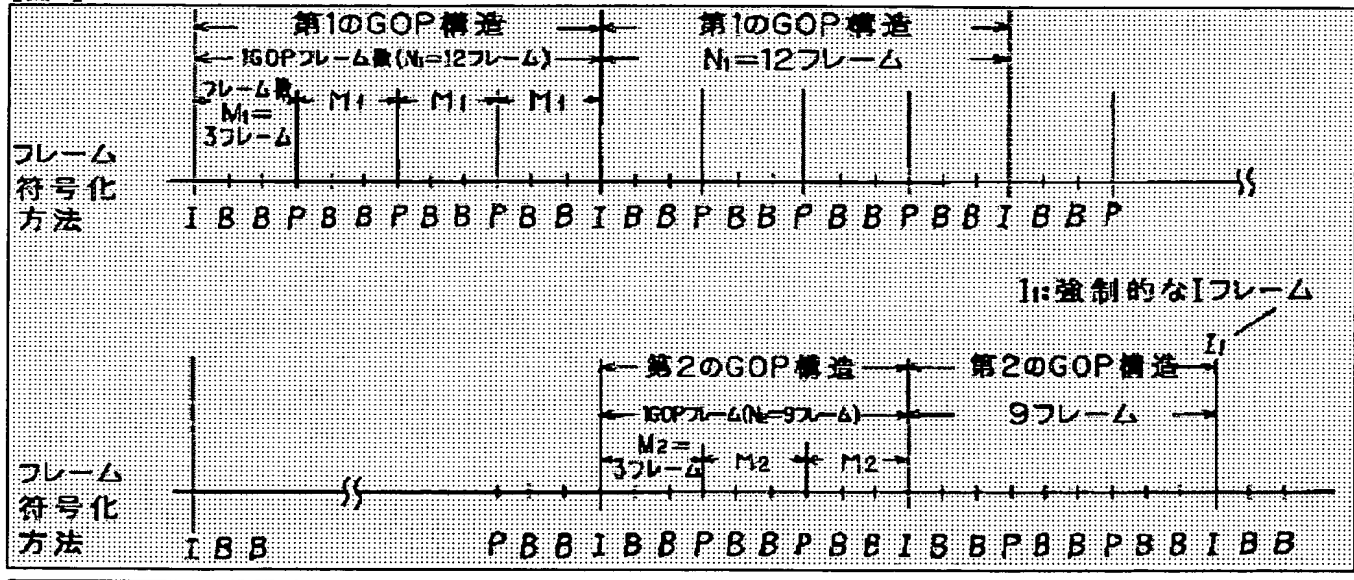 第1のGOP構造 第1のGOP構造
1GOPフレーム数(N1=12フレーム) N1=12フレーム
フレーム数 M1 M1 M1
M1=
3フレーム
フレーム
符号化
方法 I B B P B B P B B P B B I B B P B B P B B P B B I B B P
I1:強制的なIフレーム
I1
第2のGOP構造 第2のGOP構造
1GOPフレーム(N2=9フレーム) 9フレーム
M2=
3フレーム M2 M2
フレーム
符号化
方法 I B B P B B I B B P B B P B B I B B P B B P B B I B B